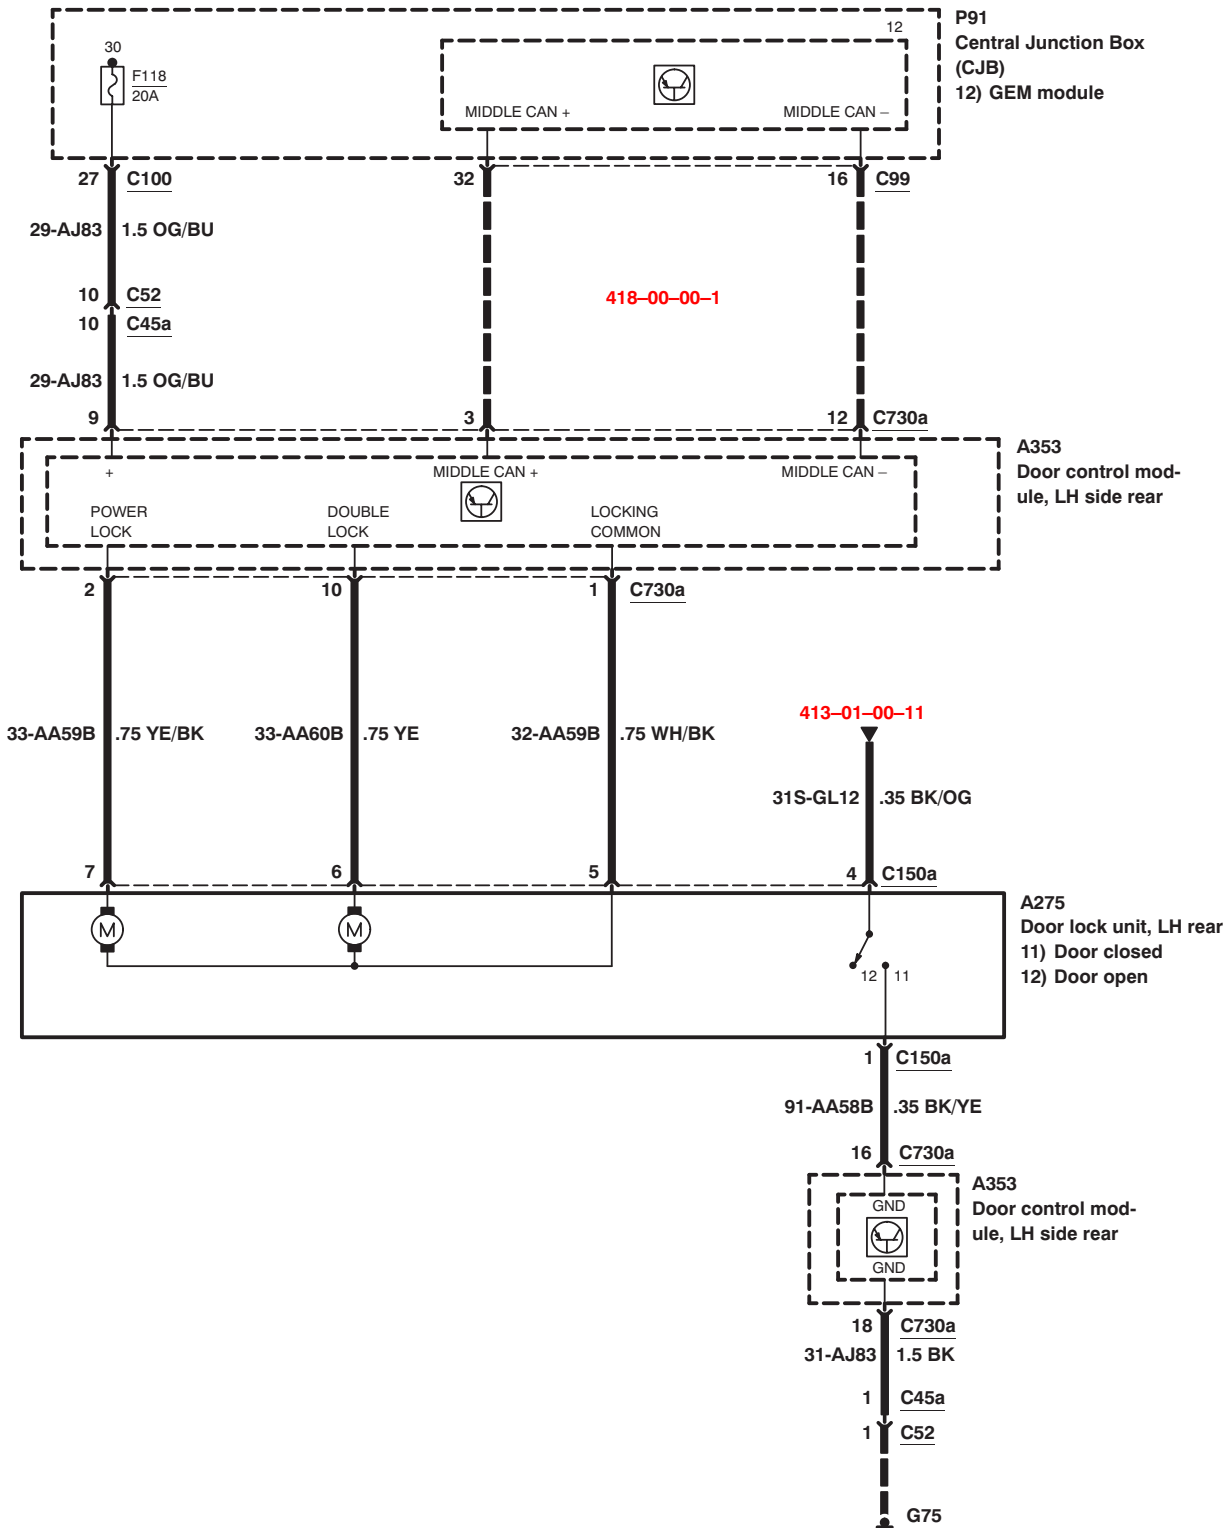 P91
Central Junction Box
(CJB)
12) GEM module
12
30
F118
20A
MIDDLE CAN +
MIDDLE CAN –
27 C100
32
16 C99
29-AJ83 1.5 OG/BU
10 C52
418–00–00–1
10 C45a
29-AJ83 1.5 OG/BU
9
3
12 C730a
A353
Door control mod-
ule, LH side rear
+
MIDDLE CAN +
MIDDLE CAN –
POWER
LOCK
DOUBLE
LOCK
LOCKING
COMMON
2
10
1 C730a
413–01–00–11
33-AA59B .75 YE/BK
33-AA60B .75 YE
32-AA59B .75 WH/BK
31S-GL12 .35 BK/OG
7
6
5
4 C150a
A275
Door lock unit, LH rear
11) Door closed
12) Door open
M
M
12
11
1 C150a
91-AA58B .35 BK/YE
16 C730a
A353
Door control mod-
ule, LH side rear
GND
GND
18 C730a
31-AJ83 1.5 BK
1 C45a
1 C52
G75